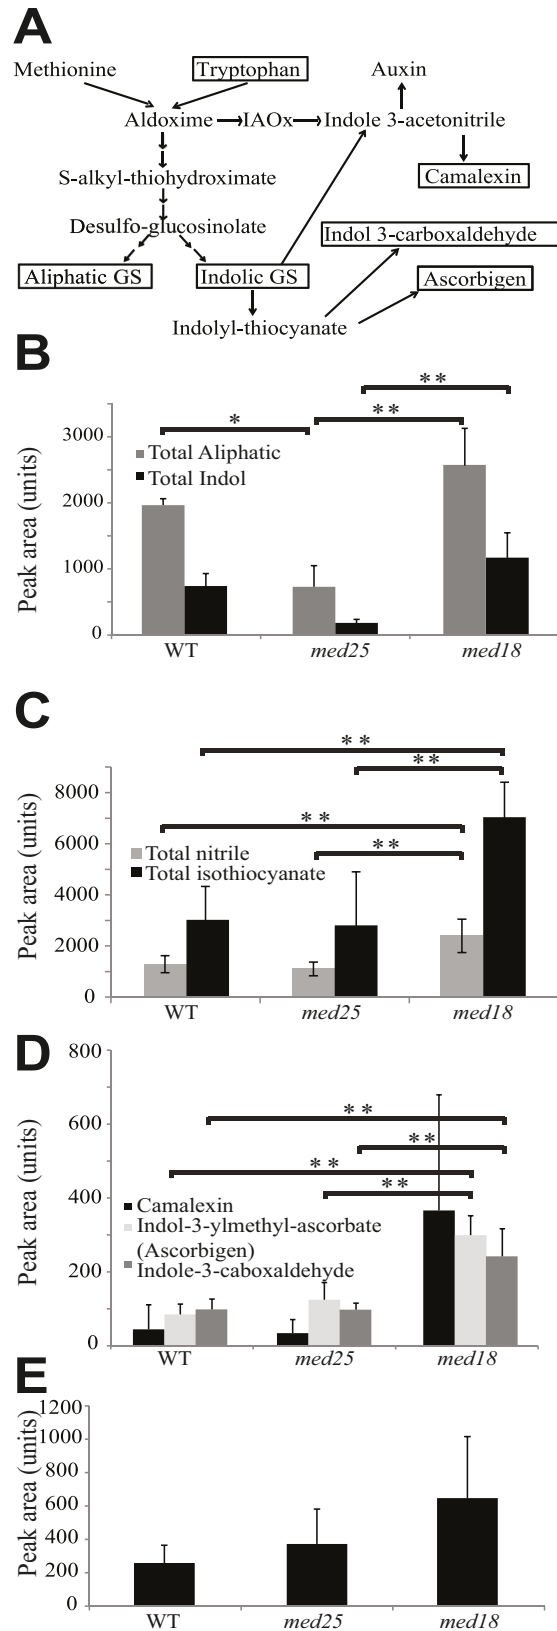 A
Methionine
Tryptophan
Auxin
Aldoxime
IAOx
Indole 3-acetonitrile
S-alkyl-thiohydroximate
Camalexin
Desulfo-glucosinolate
Indol 3-carboxaldehyde
Aliphatic GS
Indolic GS
Ascorbigen
Indolyl-thiocyanate
B
**
*
**
3000
Total Aliphatic
Total Indol
2000
1000
0
Peak area (units)
WT
med25
med18
C
**
**
8000
**
6000
Total nitrile
**
Total isothiocyanate
4000
2000
0
Peak area (units)
WT
med25
med18
D
800
600
**
**
**
400
**
Camalexin
Indol-3-ylmethyl-ascorbate
(Ascorbigen)
Indole-3-caboxaldehyde
200
0
Peak area (units)
WT
med25
med18
E
1200
1000
800
600
400
200
0
Peak area (units)
WT
med25
med18